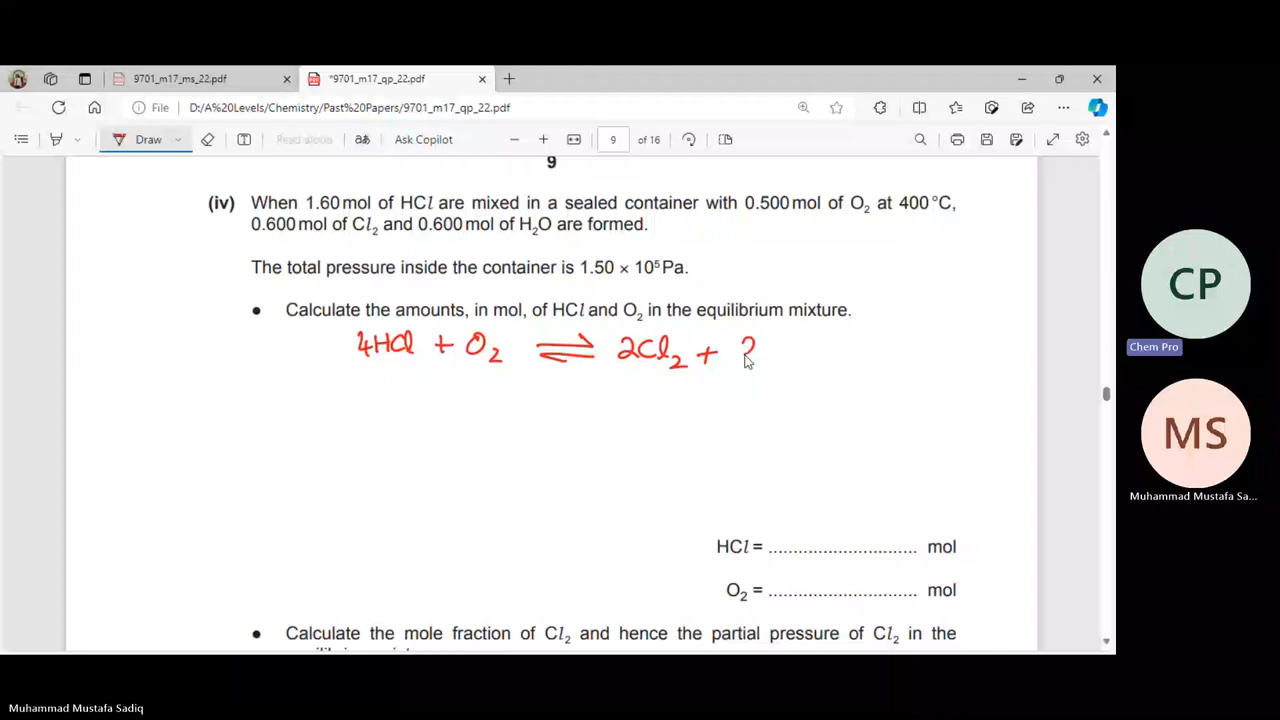 9701_m17_ms_22.pdf
*9701_m17_qp_22.pdf
File
D:/A%20Levels/Chemistry/Past%20Papers/9701_m17_qp_22.pdf
Draw
Read aloud
aあ
Ask Copilot
9
of 16
9
(iv) When 1.60 mol of HCl are mixed in a sealed container with 0.500 mol of O₂ at 400 °C,
0.600 mol of Cl₂ and 0.600 mol of H₂O are formed.
The total pressure inside the container is 1.50 × 10⁵ Pa.
• Calculate the amounts, in mol, of HCl and O₂ in the equilibrium mixture.
4HCl + O₂ ⇌ 2Cl₂ + 2
HCl = .............................. mol
O₂ = .............................. mol
• Calculate the mole fraction of Cl₂ and hence the partial pressure of Cl₂ in the
CP
Chem Pro
MS
Muhammad Mustafa Sa...
Muhammad Mustafa Sadiq